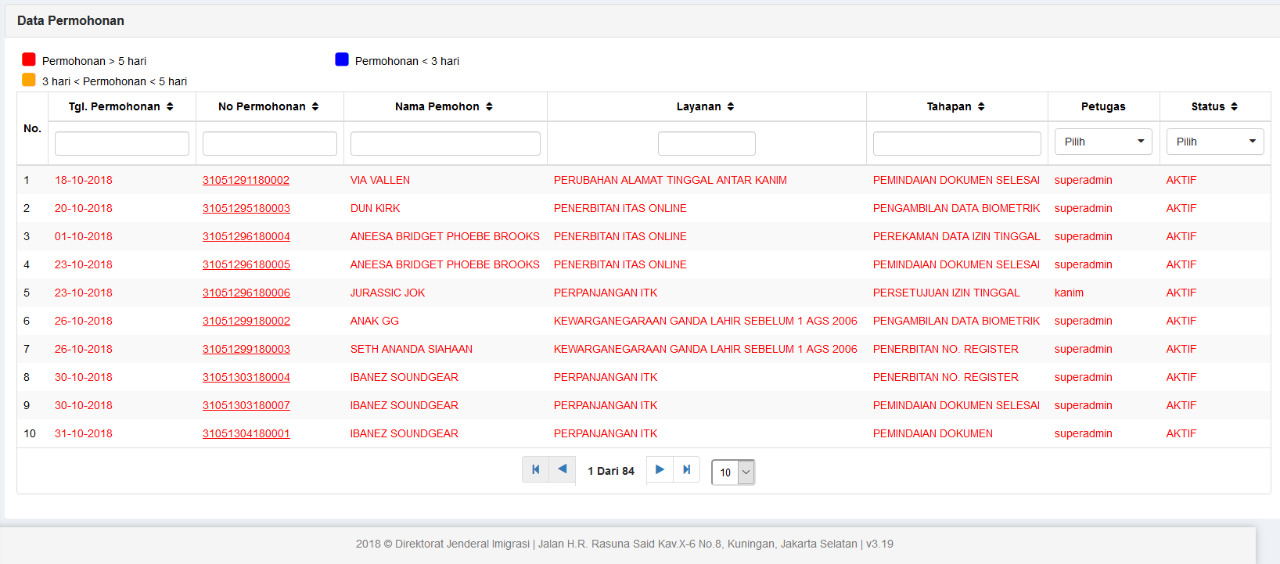 Data Permohonan
Permohonan > 5 hari Permohonan < 3 hari
3 hari < Permohonan < 5 hari
No. Tgl. Permohonan No Permohonan Nama Pemohon Layanan Tahapan Petugas Status
Pilih Pilih
1 18-10-2018 31051291180002 VIA VALLEN PERUBAHAN ALAMAT TINGGAL ANTAR KANIM PEMINDAIAN DOKUMEN SELESAI superadmin AKTIF
2 20-10-2018 31051295180003 DUN KIRK PENERBITAN ITAS ONLINE PENGAMBILAN DATA BIOMETRIK superadmin AKTIF
3 01-10-2018 31051296180004 ANEESA BRIDGET PHOEBE BROOKS PENERBITAN ITAS ONLINE PEREKAMAN DATA IZIN TINGGAL superadmin AKTIF
4 23-10-2018 31051296180005 ANEESA BRIDGET PHOEBE BROOKS PENERBITAN ITAS ONLINE PEMINDAIAN DOKUMEN SELESAI superadmin AKTIF
5 23-10-2018 31051296180006 JURASSIC JOK PERPANJANGAN ITK PERSETUJUAN IZIN TINGGAL kanim AKTIF
6 26-10-2018 31051299180002 ANAK GG KEWARGANEGARAAN GANDA LAHIR SEBELUM 1 AGS 2006 PENGAMBILAN DATA BIOMETRIK superadmin AKTIF
7 26-10-2018 31051299180003 SETH ANANDA SIAHAAN KEWARGANEGARAAN GANDA LAHIR SEBELUM 1 AGS 2006 PENERBITAN NO. REGISTER superadmin AKTIF
8 30-10-2018 31051303180004 IBANEZ SOUNDGEAR PERPANJANGAN ITK PENERBITAN NO. REGISTER superadmin AKTIF
9 30-10-2018 31051303180007 IBANEZ SOUNDGEAR PERPANJANGAN ITK PEMINDAIAN DOKUMEN SELESAI superadmin AKTIF
10 31-10-2018 31051304180001 IBANEZ SOUNDGEAR PERPANJANGAN ITK PEMINDAIAN DOKUMEN superadmin AKTIF
1 Dari 84 10
2018 © Direktorat Jenderal Imigrasi | Jalan H.R. Rasuna Said Kav.X-6 No.8, Kuningan, Jakarta Selatan | v3.19